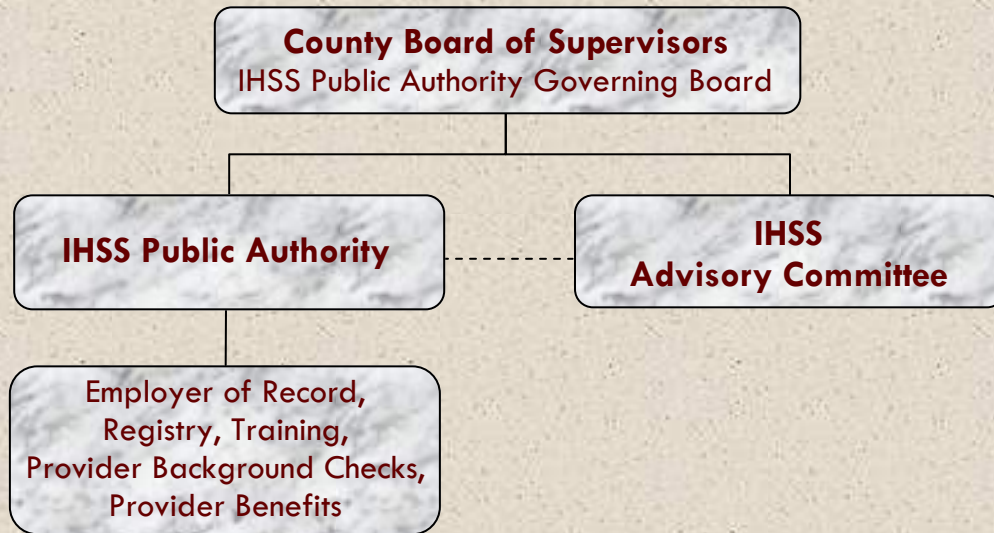 County Board of Supervisors
IHSS Public Authority Governing Board
IHSS Public Authority
IHSS
Advisory Committee
Employer of Record,
Registry, Training,
Provider Background Checks,
Provider Benefits